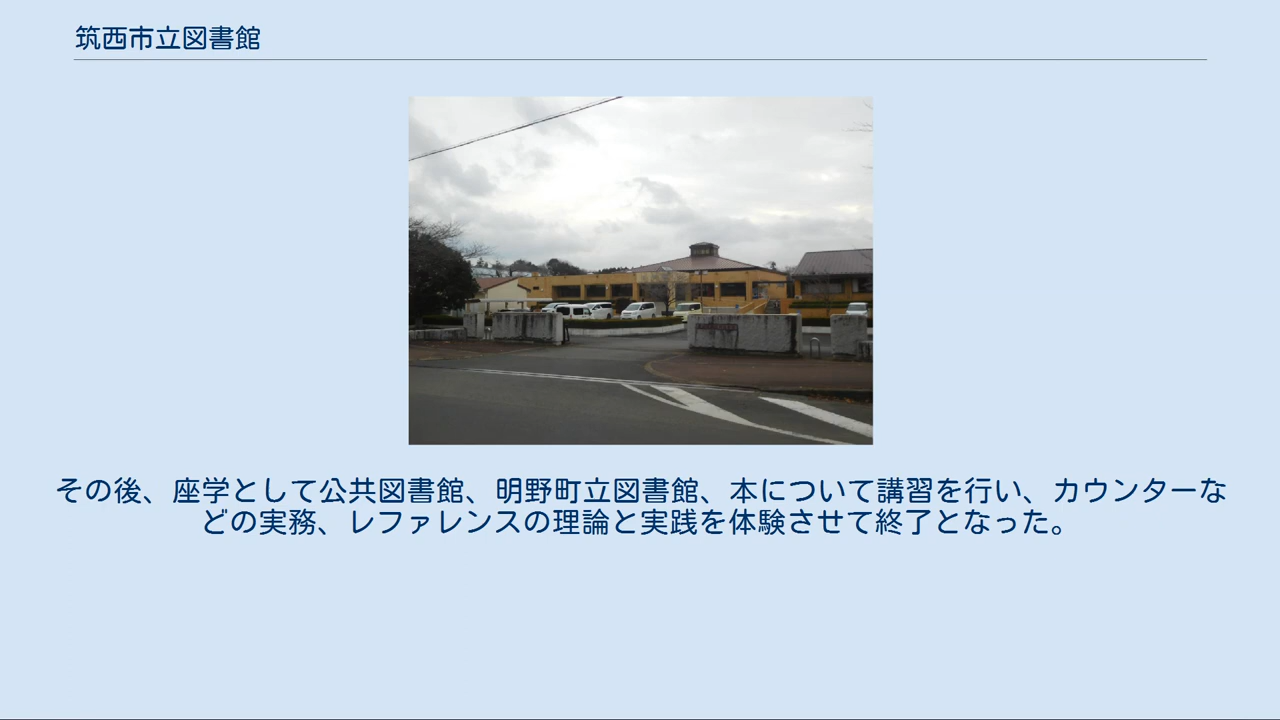 筑西市立図書館
その後、座学として公共図書館、明野町立図書館、本について講習を行い、カウンターな
どの実務、レファレンスの理論と実践を体験させて終了となった。